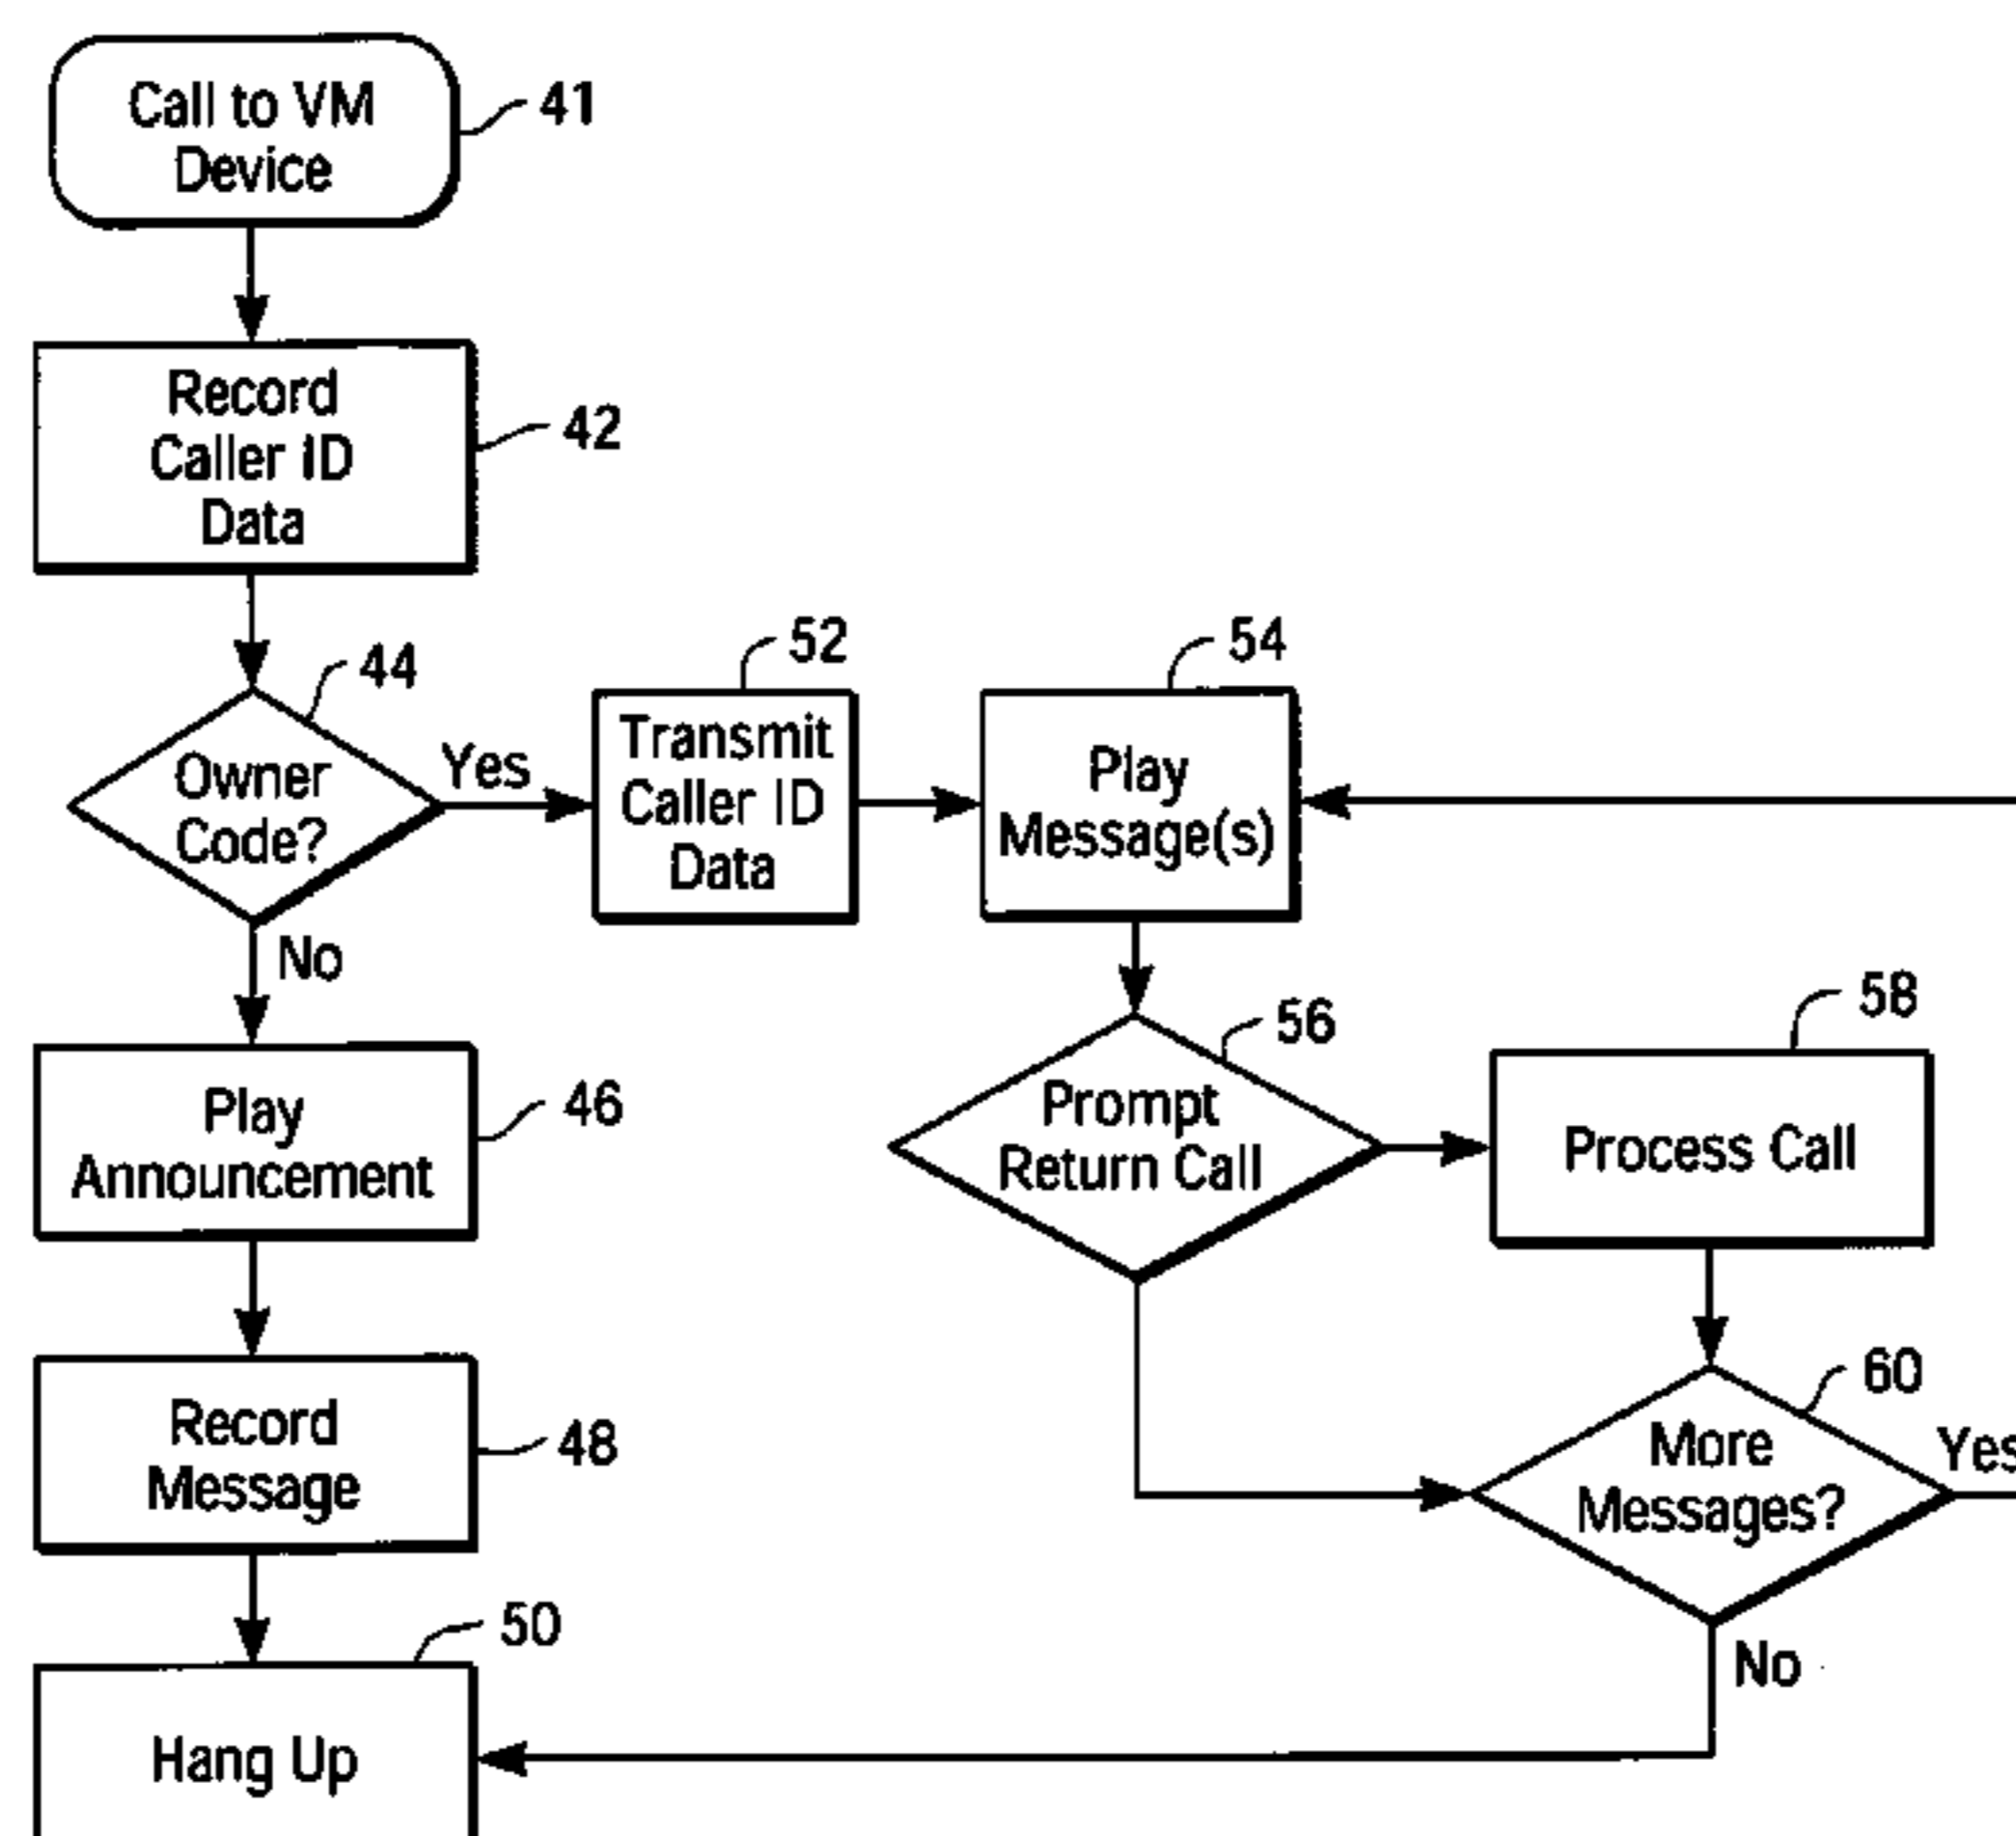 Call to VM
Device
41
Record
Caller ID
Data
42
44
Owner
Code?
Yes
No
52
Transmit
Caller ID
Data
54
Play
Message(s)
56
Prompt
Return Call
58
Process Call
46
Play
Announcement
48
Record
Message
60
More
Messages?
Yes
No
50
Hang Up